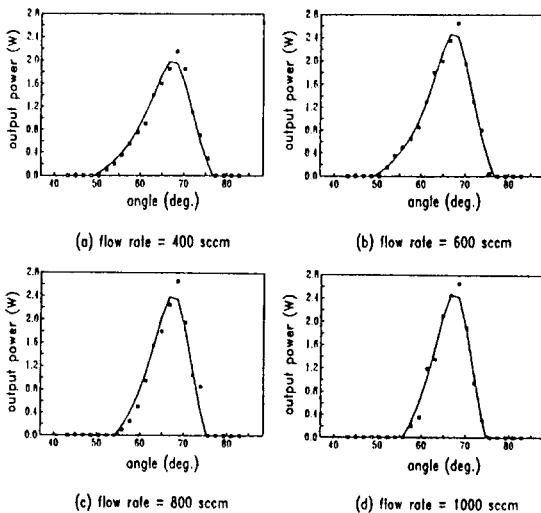 output power (W)
2.8
2.4
2.0
1.6
1.2
0.8
0.4
0.0
40 50 60 70 80
angle (deg.)
(a) flow rate = 400 sccm
output power (W)
2.8
2.4
2.0
1.6
1.2
0.8
0.4
0.0
40 50 60 70 80
angle (deg.)
(b) flow rate = 600 sccm
output power (W)
2.8
2.4
2.0
1.6
1.2
0.8
0.4
0.0
40 50 60 70 80
angle (deg.)
(c) flow rate = 800 sccm
output power (W)
2.8
2.4
2.0
1.6
1.2
0.8
0.4
0.0
40 50 60 70 80
angle (deg.)
(d) flow rate = 1000 sccm